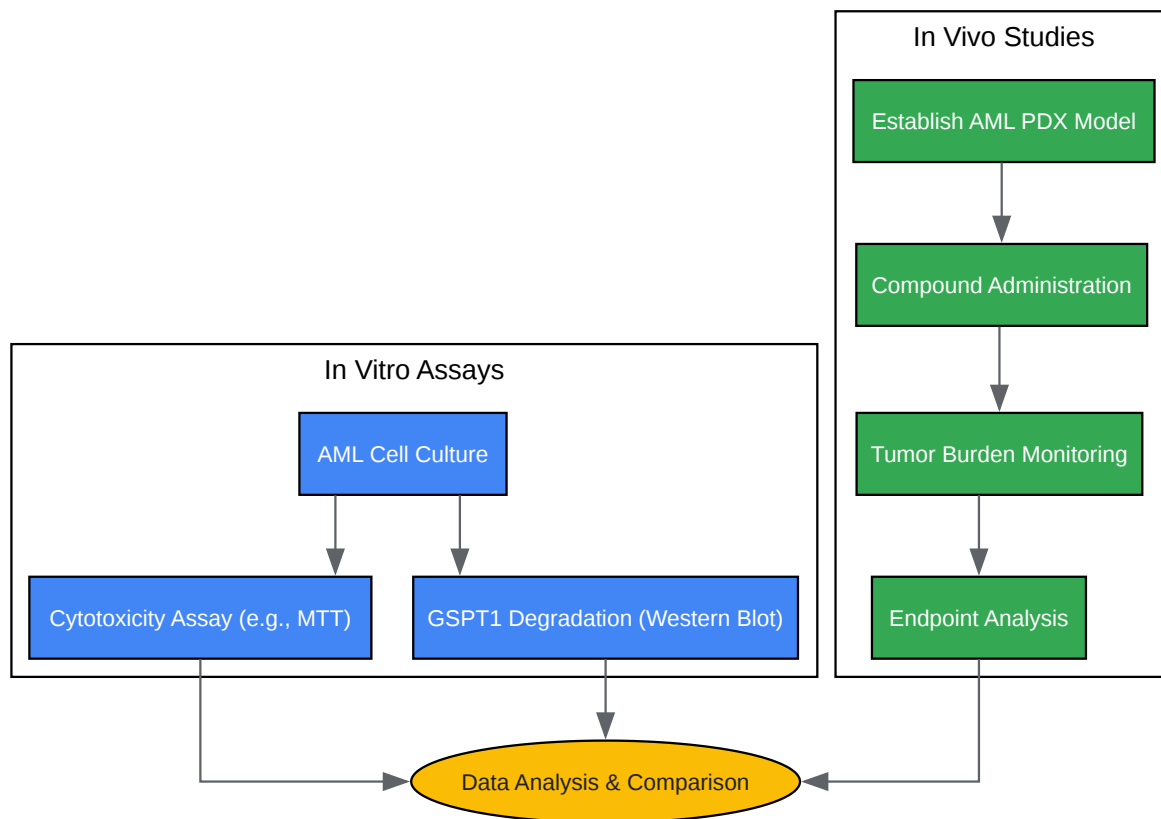 In Vivo Studies
Establish AML PDX Model
Compound Administration
Tumor Burden Monitoring
Endpoint Analysis
In Vitro Assays
AML Cell Culture
Cytotoxicity Assay (e.g., MTT)
GSPT1 Degradation (Western Blot)
Data Analysis & Comparison